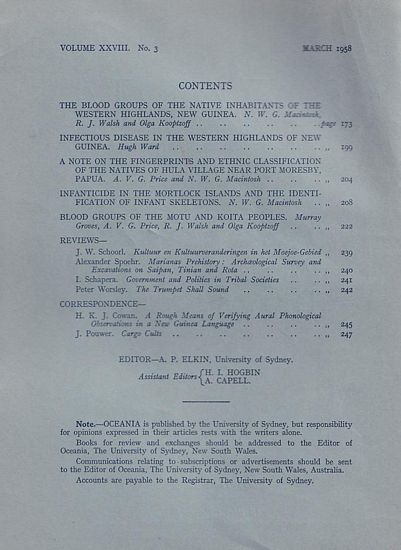 VOLUME XXVIII. No. 3 MARCH 1958
CONTENTS
THE BLOOD GROUPS OF THE NATIVE INHABITANTS OF THE
WESTERN HIGHLANDS, NEW GUINEA. N. W. G. Macintosh,
R. J. Walsh and Olga Kooptzoff .. .. .. .. .. page 173
INFECTIOUS DISEASE IN THE WESTERN HIGHLANDS OF NEW
GUINEA. Hugh Ward .. .. .. .. .. .. .. „ 199
A NOTE ON THE FINGERPRINTS AND ETHNIC CLASSIFICATION
OF THE NATIVES OF HULA VILLAGE NEAR PORT MORESBY,
PAPUA. A. V. G. Price and N. W. G. Macintosh .. .. .. „ 204
INFANTICIDE IN THE MORTLOCK ISLANDS AND THE IDENTI-
FICATION OF INFANT SKELETONS. N. W. G. Macintosh .. „ 208
BLOOD GROUPS OF THE MOTU AND KOITA PEOPLES. Murray
Groves, A. V. G. Price, R. J. Walsh and Olga Kooptzoff .. .. „ 222
REVIEWS—
J. W. Schoorl. Kultuur en Kultuurveranderingen in het Moejoe-Gebied „ 239
Alexander Spoehr. Marianas Prehistory: Archaeological Survey and
Excavations on Saipan, Tinian and Rota .. .. .. .. „ 240
I. Schapera. Government and Politics in Tribal Societies .. .. „ 241
Peter Worsley. The Trumpet Shall Sound .. .. .. .. „ 242
CORRESPONDENCE—
H. K. J. Cowan. A Rough Means of Verifying Aural Phonological
Observations in a New Guinea Language .. .. .. .. „ 245
J. Pouwer. Cargo Cults .. .. .. .. .. .. .. „ 247
EDITOR—A. P. ELKIN, University of Sydney.
Assistant Editors { H. I. HOGBIN
A. CAPELL.
Note.—OCEANIA is published by the University of Sydney, but responsibility
for opinions expressed in their articles rests with the writers alone.
Books for review and exchanges should be addressed to the Editor of
Oceania, The University of Sydney, New South Wales.
Communications relating to subscriptions or advertisements should be sent
to the Editor of Oceania, The University of Sydney, New South Wales, Australia.
Accounts are payable to the Registrar, The University of Sydney.